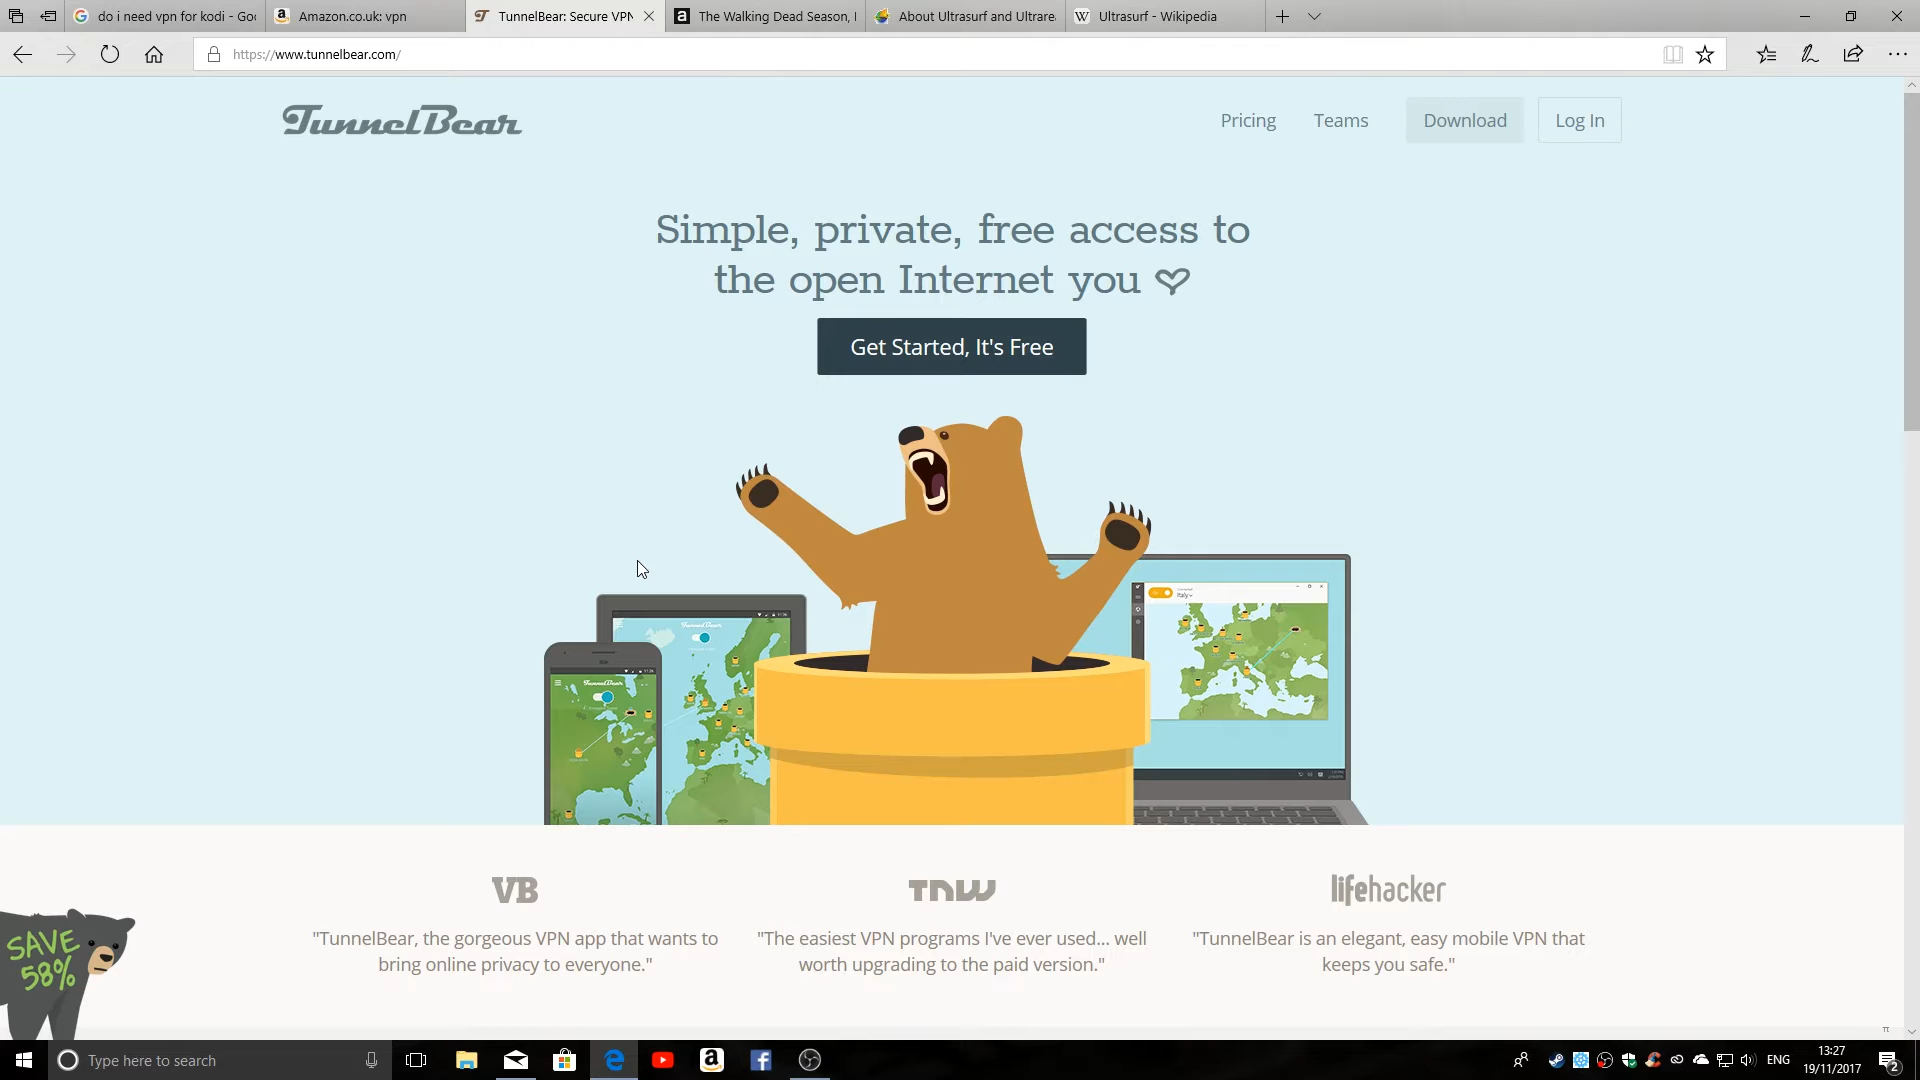 do i need vpn for kodi - Goo
Amazon.co.uk: vpn
TunnelBear: Secure VPN
The Walking Dead Season, I
About Ultrasurf and Ultrarea
Ultrasurf - Wikipedia
https://www.tunnelbear.com/
TunnelBear
Pricing
Teams
Download
Log In
Simple, private, free access to
the open Internet you
Get Started, It's Free
Italy
TunnelBear
TunnelBear
SAVE
58%
VB
TNW
lifehacker
"TunnelBear, the gorgeous VPN app that wants to
bring online privacy to everyone."
"The easiest VPN programs I've ever used... well
worth upgrading to the paid version."
"TunnelBear is an elegant, easy mobile VPN that
keeps you safe."
π
Type here to search
ENG
13:27
19/11/2017
2